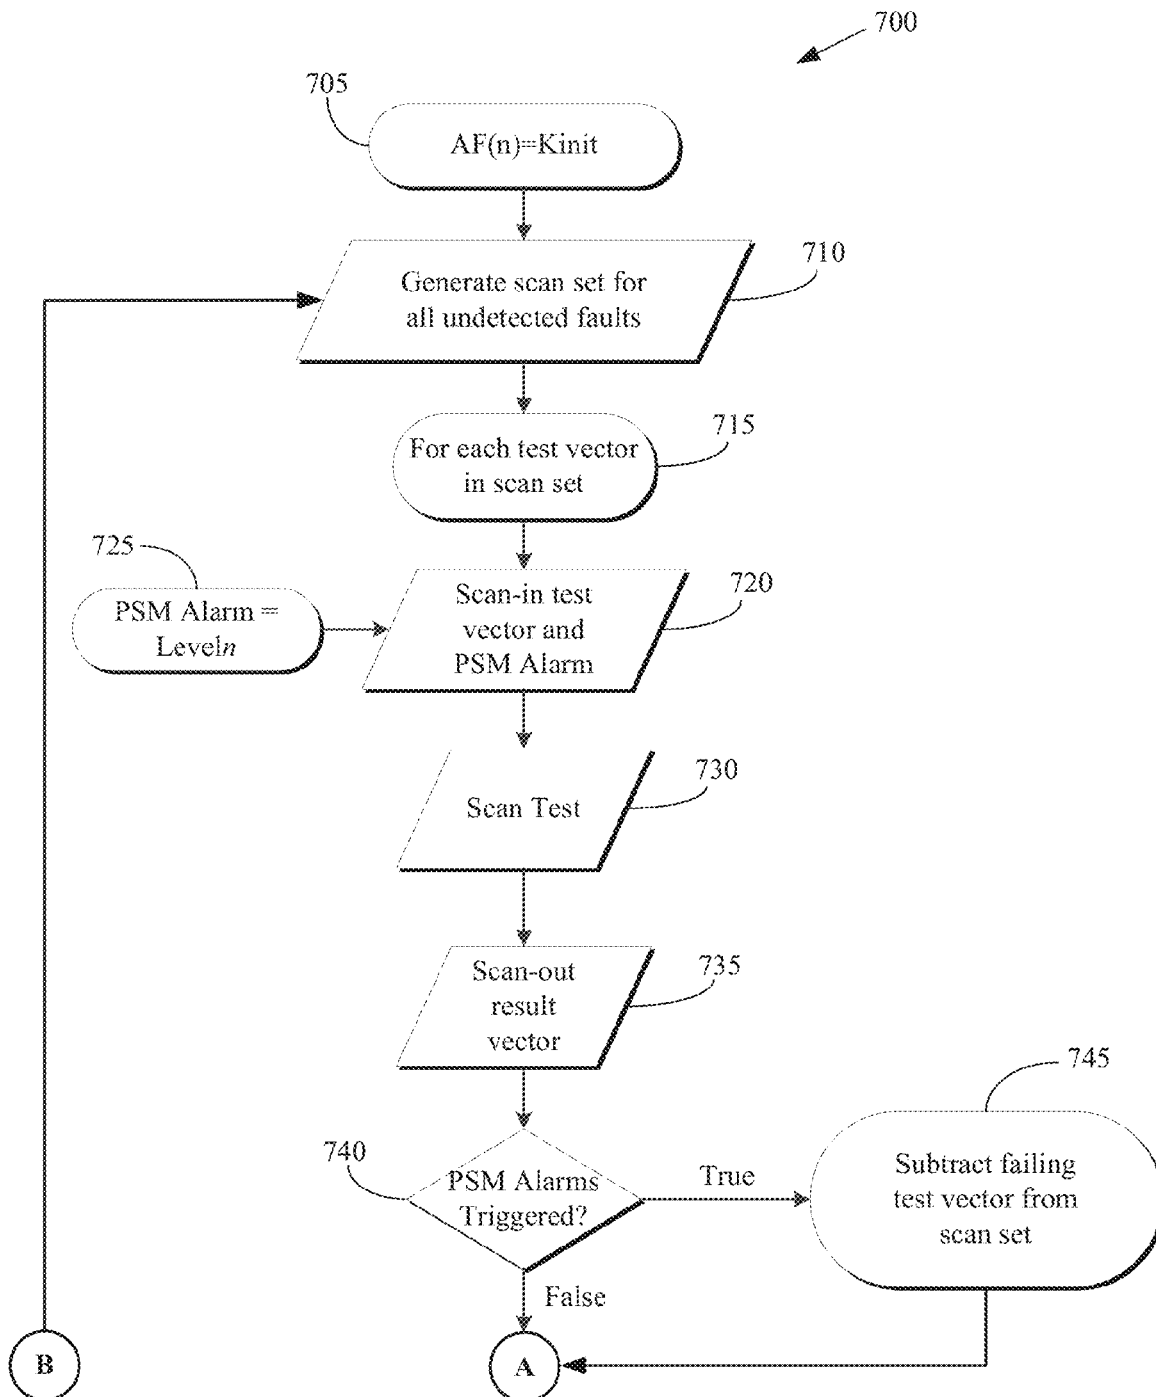 700
705
AF(n)=Kinit
710
Generate scan set for
all undetected faults
715
For each test vector
in scan set
725
PSM Alarm =
Leveln
720
Scan-in test
vector and
PSM Alarm
730
Scan Test
735
Scan-out
result
vector
740
PSM Alarms
Triggered?
True
745
Subtract failing
test vector from
scan set
False
B
A